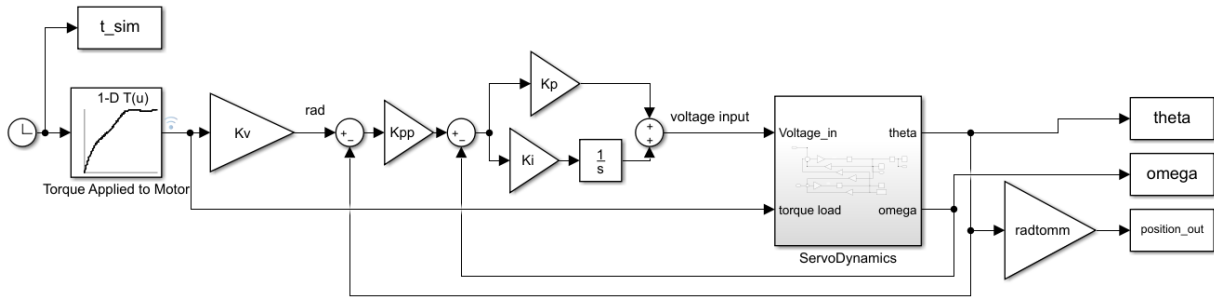 t_sim
1-D T(u)
Torque Applied to Motor
Kv
rad
+
−
Kpp
+
−
Kp
Ki
1
s
+
+
voltage input
Voltage_in
torque load
theta
omega
ServoDynamics
theta
omega
radtomm
position_out